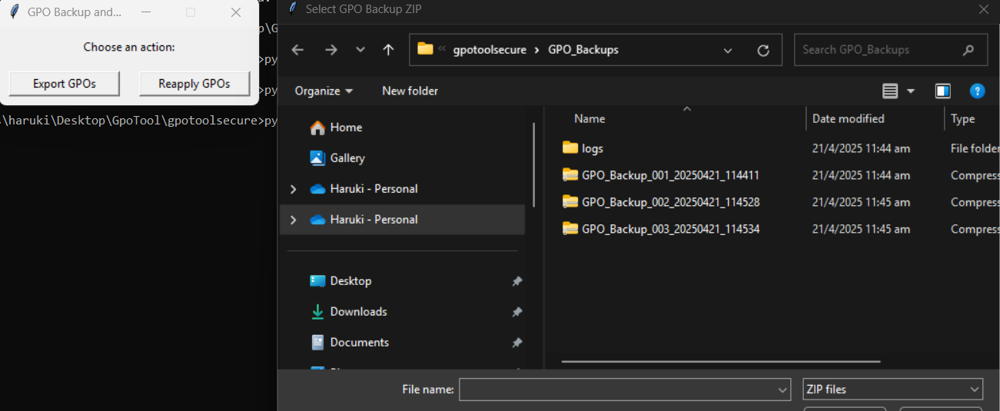 GPO Backup and...
Choose an action:
Export GPOs
Reapply GPOs
p\G
>py
>py
\haruki\Desktop\GpoTool\gpotoolsecure>py
Select GPO Backup ZIP
« gpotoolsecure › GPO_Backups
Search GPO_Backups
Organize
New folder
Home
Gallery
Haruki - Personal
Haruki - Personal
Desktop
Downloads
Documents
Name Date modified Type
logs 21/4/2025 11:44 am File folder
GPO_Backup_001_20250421_114411 21/4/2025 11:44 am Compress
GPO_Backup_002_20250421_114528 21/4/2025 11:45 am Compress
GPO_Backup_003_20250421_114534 21/4/2025 11:45 am Compress
File name:
ZIP files